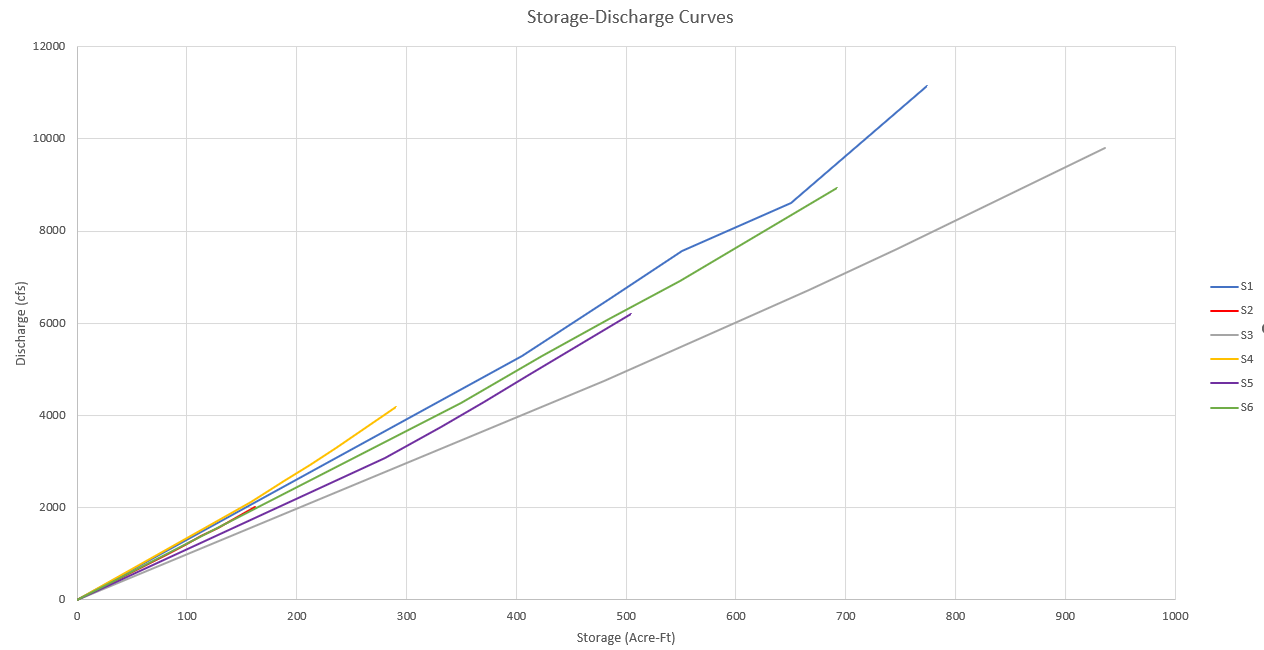 Storage-Discharge Curves
12000
10000
8000
6000
4000
2000
0
Discharge (cfs)
0 100 200 300 400 500 600 700 800 900 1000
Storage (Acre-Ft)
S1
S2
S3
S4
S5
S6